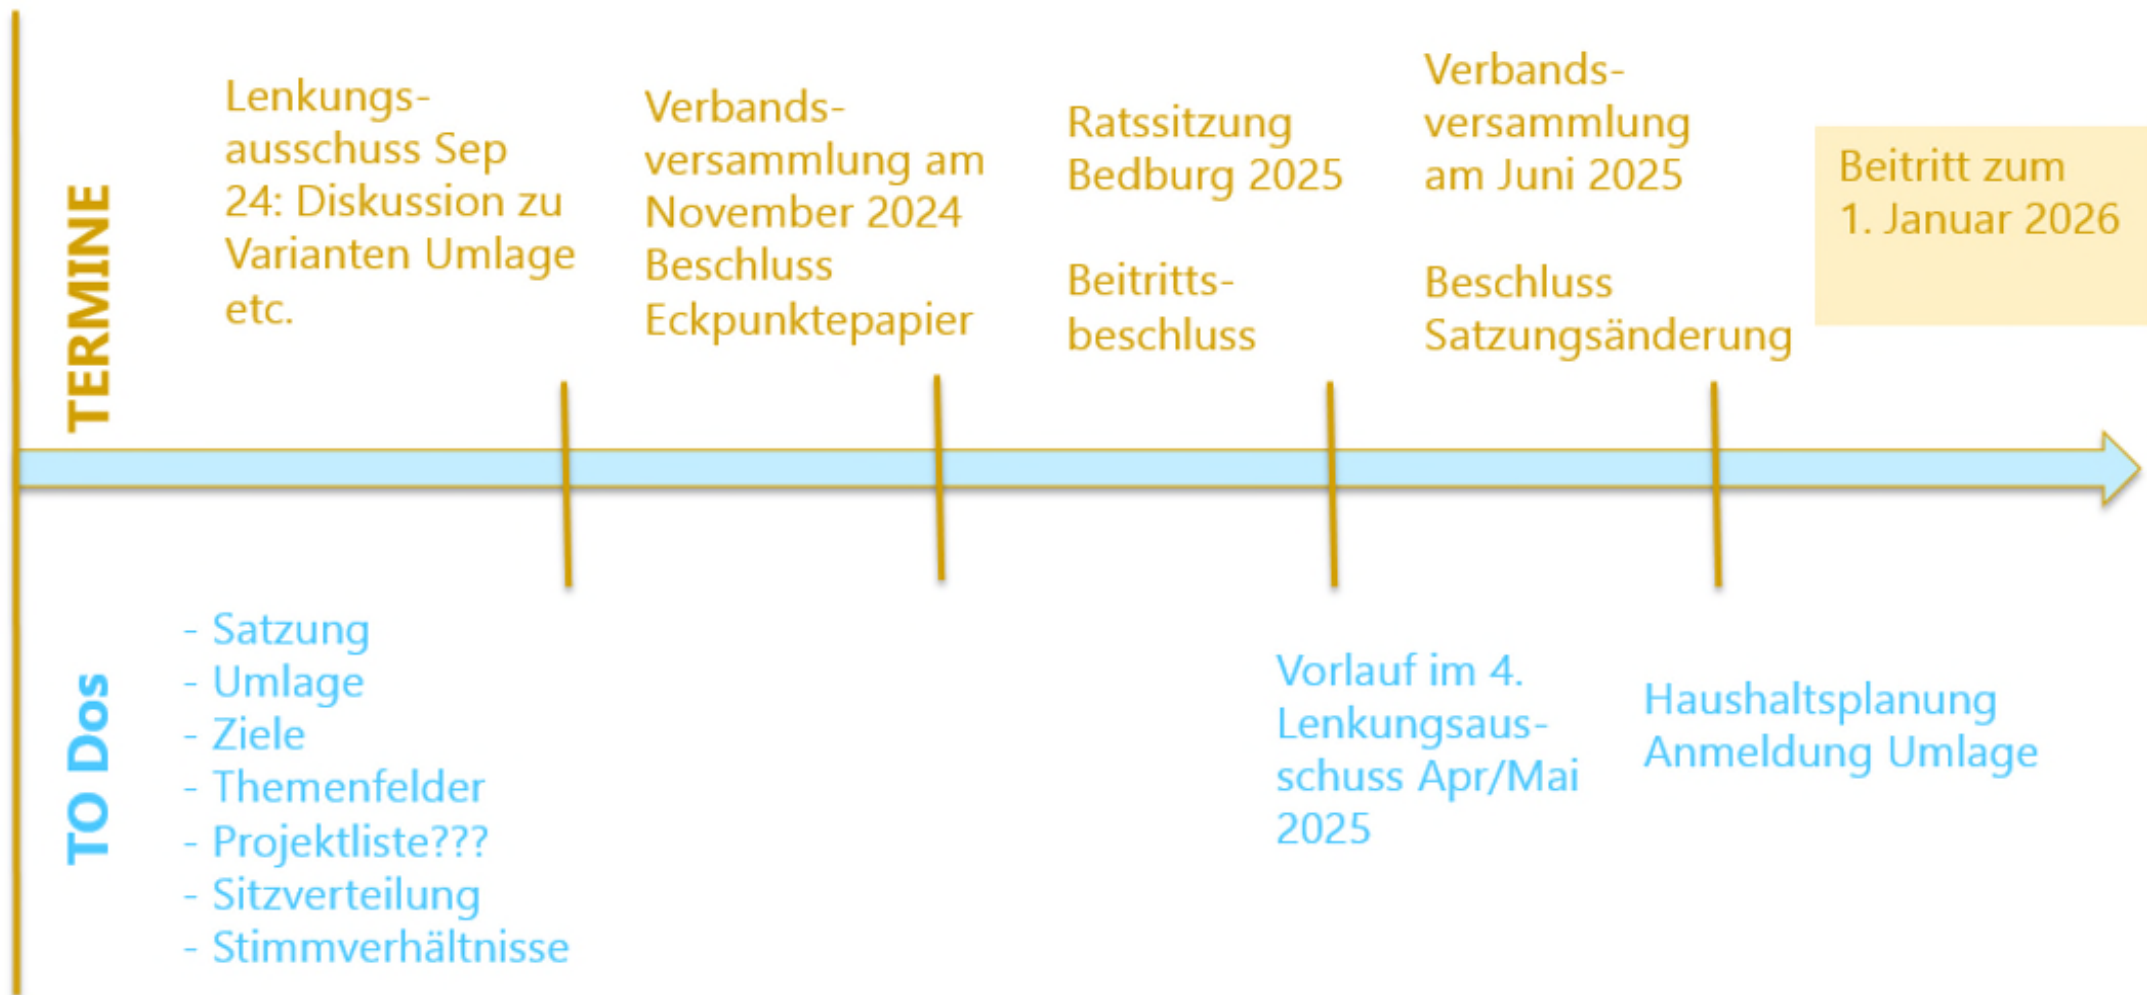 TERMINE
Lenkungs-
ausschuss Sep
24: Diskussion zu
Varianten Umlage
etc.
Verbands-
versammlung am
November 2024
Beschluss
Eckpunktepapier
Ratssitzung
Bedburg 2025
Beitritts-
beschluss
Verbands-
versammlung
am Juni 2025
Beschluss
Satzungsänderung
Beitritt zum
1. Januar 2026
TO Dos
- Satzung
- Umlage
- Ziele
- Themenfelder
- Projektliste???
- Sitzverteilung
- Stimmverhältnisse
Vorlauf im 4.
Lenkungsaus-
schuss Apr/Mai
2025
Haushaltsplanung
Anmeldung Umlage